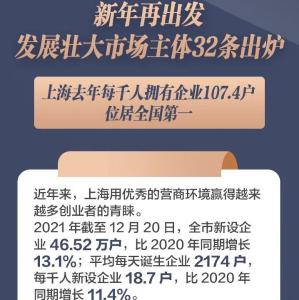 新年再出发
发展壮大市场主体32条出炉
上海去年每千人拥有企业107.4户
位居全国第一
近年来，上海用优秀的营商环境赢得越来
越多创业者的青睐。
2021年截至12月20日，全市新设企
业46.52万户，比2020年同期增长
13.1%；平均每天诞生企业2174户，
每千人新设企业18.7户，比2020年
同期增长11.4%。